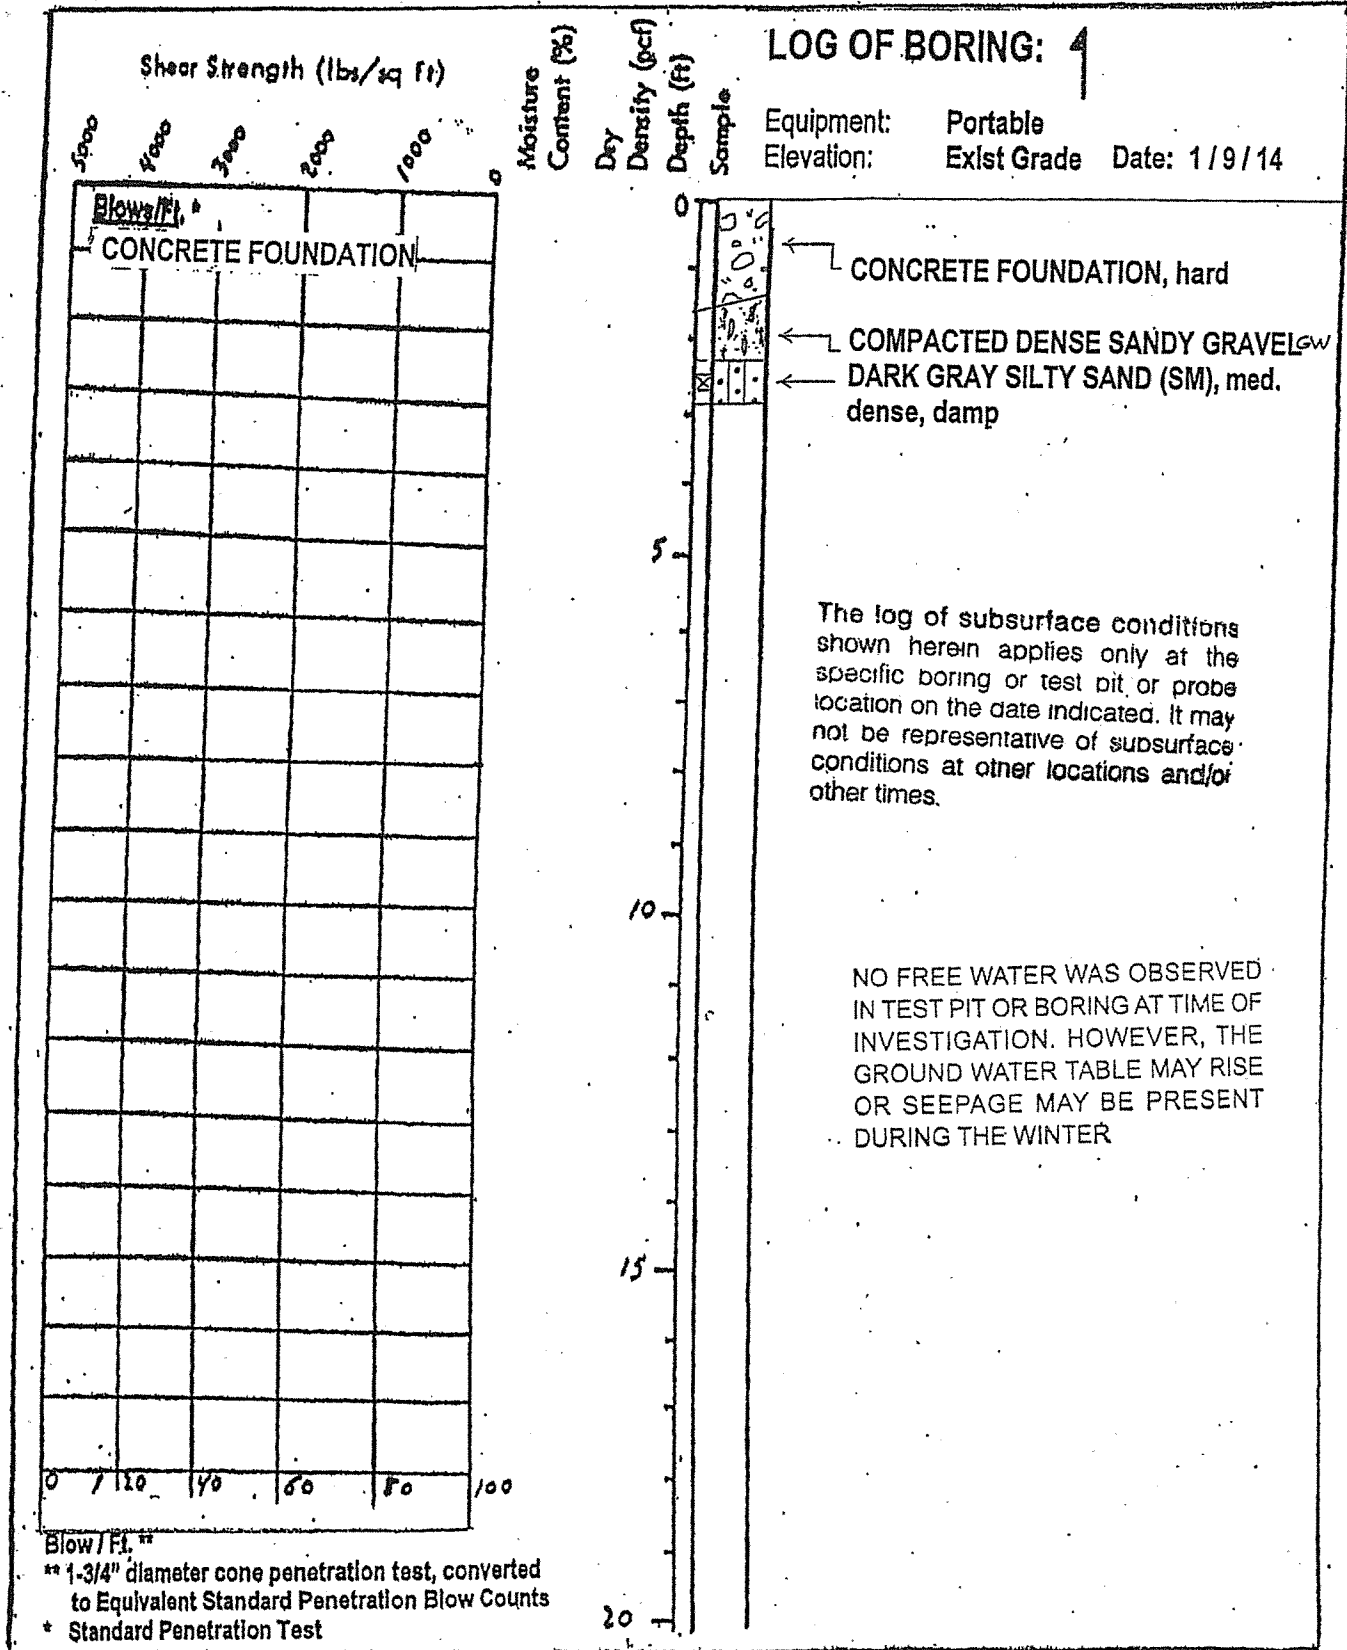 LOG OF BORING: 1
Equipment: Portable
Elevation: Exist Grade Date: 1/9/14
Shear Strength (lbs/sq ft)
5000 4000 3000 2000 1000 0
Moisture
Content (%)
Dry
Density (pcf)
Depth (ft)
Sample
Blows/Ft. *
CONCRETE FOUNDATION
0
CONCRETE FOUNDATION, hard
COMPACTED DENSE SANDY GRAVEL GW
DARK GRAY SILTY SAND (SM), med.
dense, damp
5
The log of subsurface conditions
shown herein applies only at the
specific boring or test pit or probe
location on the date indicated. It may
not be representative of subsurface
conditions at other locations and/or
other times.
10
NO FREE WATER WAS OBSERVED
IN TEST PIT OR BORING AT TIME OF
INVESTIGATION. HOWEVER, THE
GROUND WATER TABLE MAY RISE
OR SEEPAGE MAY BE PRESENT
DURING THE WINTER
15
20
0 20 40 60 80 100
Blow / Ft. **
** 1-3/4" diameter cone penetration test, converted
to Equivalent Standard Penetration Blow Counts
* Standard Penetration Test